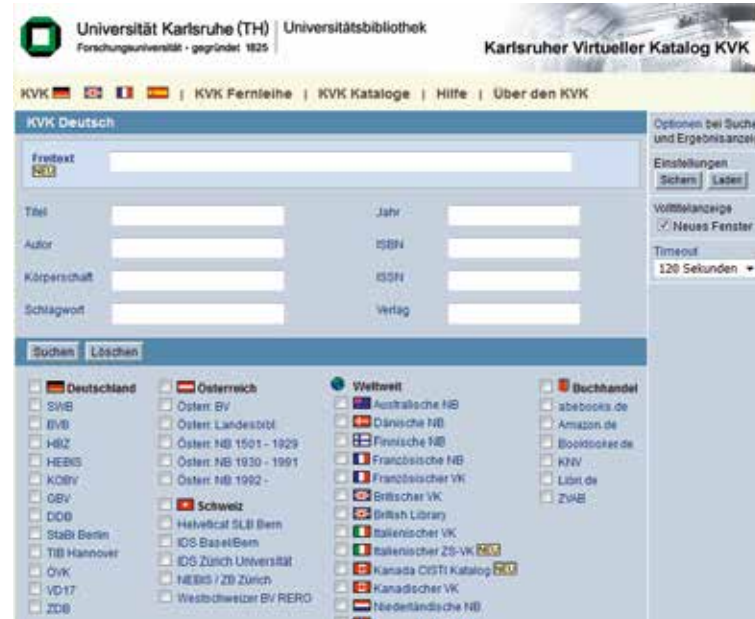 Universität Karlsruhe (TH)
Forschungsuniversität - gegründet 1825
Universitätsbibliothek
Karlsruher Virtueller Katalog KVK
KVK | KVK Fernleihe | KVK Kataloge | Hilfe | Über den KVK
KVK Deutsch
Freitext
NEU
Titel
Jahr
Autor
ISBN
Körperschaft
ISSN
Schlagwort
Verlag
Suchen Löschen
Optionen bei Suche
und Ergebnisanzei
Einstellungen
Sichern Laden
Volltitelanzeige
Neues Fenster
Timeout
120 Sekunden
Deutschland
SWB
BVB
HBZ
HEBIS
KOBV
GBV
DDB
StaBi Berlin
TIB Hannover
ÖVK
VD17
ZDB
Österreich
Österr. BV
Österr. Landesbibl.
Österr. NB 1501 - 1929
Österr. NB 1930 - 1991
Österr. NB 1992 -
Schweiz
Helveticat SLB Bern
IDS Basel/Bern
IDS Zürich Universität
NEBIS / ZB Zürich
Westschweizer BV RERO
Weltweit
Australische NB
Dänische NB
Finnische NB
Französische NB
Französischer VK
Britischer VK
British Library
Italienischer VK
Italienischer ZS-VK NEU
Kanada CISTI Katalog NEU
Kanadischer VK
Niederländische NB
Buchhandel
abebooks.de
Amazon.de
Booklooker.de
KNV
Libri.de
ZVAB